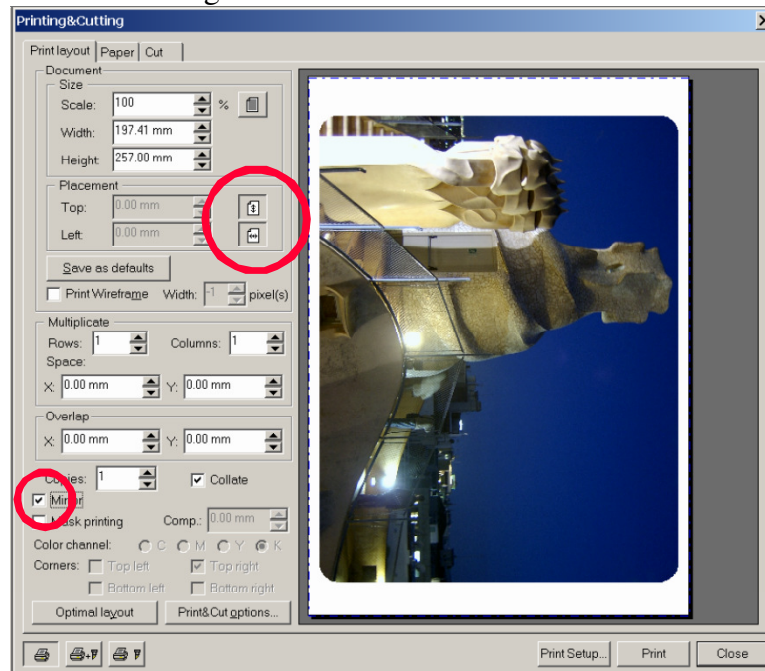 Printing&Cutting
Print layout Paper Cut
Document
Size
Scale: 100 %
Width: 197.41 mm
Height: 257.00 mm
Placement
Top: 0.00 mm
Left: 0.00 mm
Save as defaults
Print Wireframe Width: -1 pixel(s)
Multiplicate
Rows: 1 Columns: 1
Space:
X: 0.00 mm Y: 0.00 mm
Overlap
X: 0.00 mm Y: 0.00 mm
Copies: 1 Collate
Mirror
Mask printing Comp.: 0.00 mm
Color channel: C M Y K
Corners: Top left Top right
Bottom left Bottom right
Optimal layout Print&Cut options...
Print Setup... Print Close